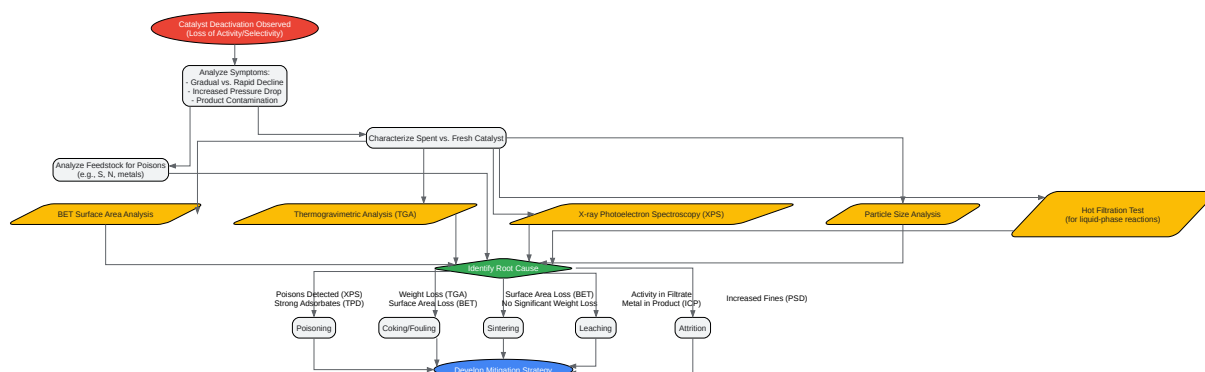 Catalyst Deactivation Observed
(Loss of Activity/Selectivity)
Analyze Symptoms:
- Gradual vs. Rapid Decline
- Increased Pressure Drop
- Product Contamination
Characterize Spent vs. Fresh Catalyst
Analyze Feedstock for Poisons
(e.g., S, N, metals)
BET Surface Area Analysis
Thermogravimetric Analysis (TGA)
X-ray Photoelectron Spectroscopy (XPS)
Particle Size Analysis
Hot Filtration Test
(for liquid-phase reactions)
Identify Root Cause
Poisons Detected (XPS)
Strong Adsorbates (TPD)
Weight Loss (TGA)
Surface Area Loss (BET)
Surface Area Loss (BET)
No Significant Weight Loss
Activity in Filtrate
Metal in Product (ICP)
Increased Fines (PSD)
Poisoning
Coking/Fouling
Sintering
Leaching
Attrition
Develop Mitigation Strategy